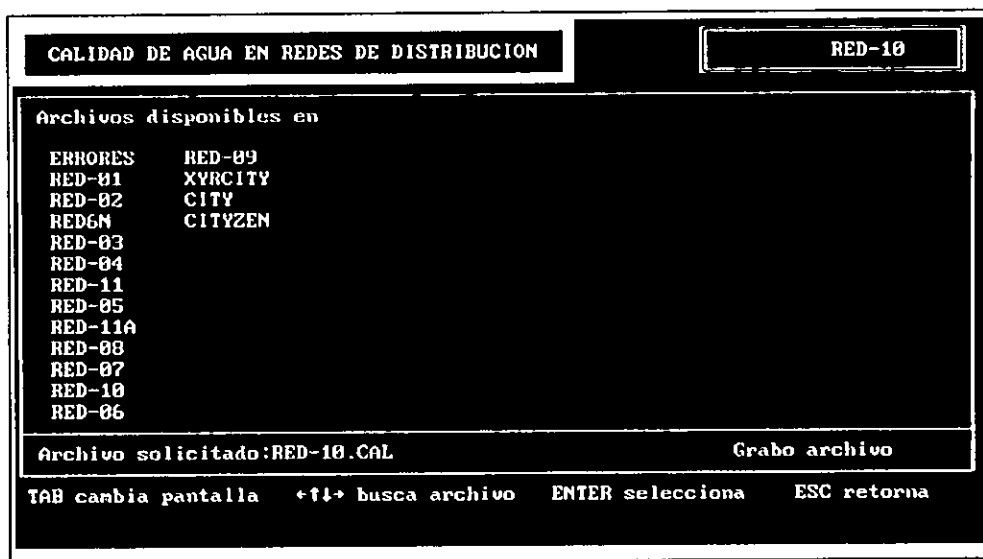 CALIDAD DE AGUA EN REDES DE DISTRIBUCION
RED-10
Archivos disponibles en
ERRORES RED-09
RED-01 XYRCITY
RED-02 CITY
RED6N CITYZEN
RED-03
RED-04
RED-11
RED-05
RED-11A
RED-08
RED-07
RED-10
RED-06
Archivo solicitado:RED-10.CAL Grabo archivo
TAB cambia pantalla ←↑↓→ busca archivo ENTER selecciona ESC retorna